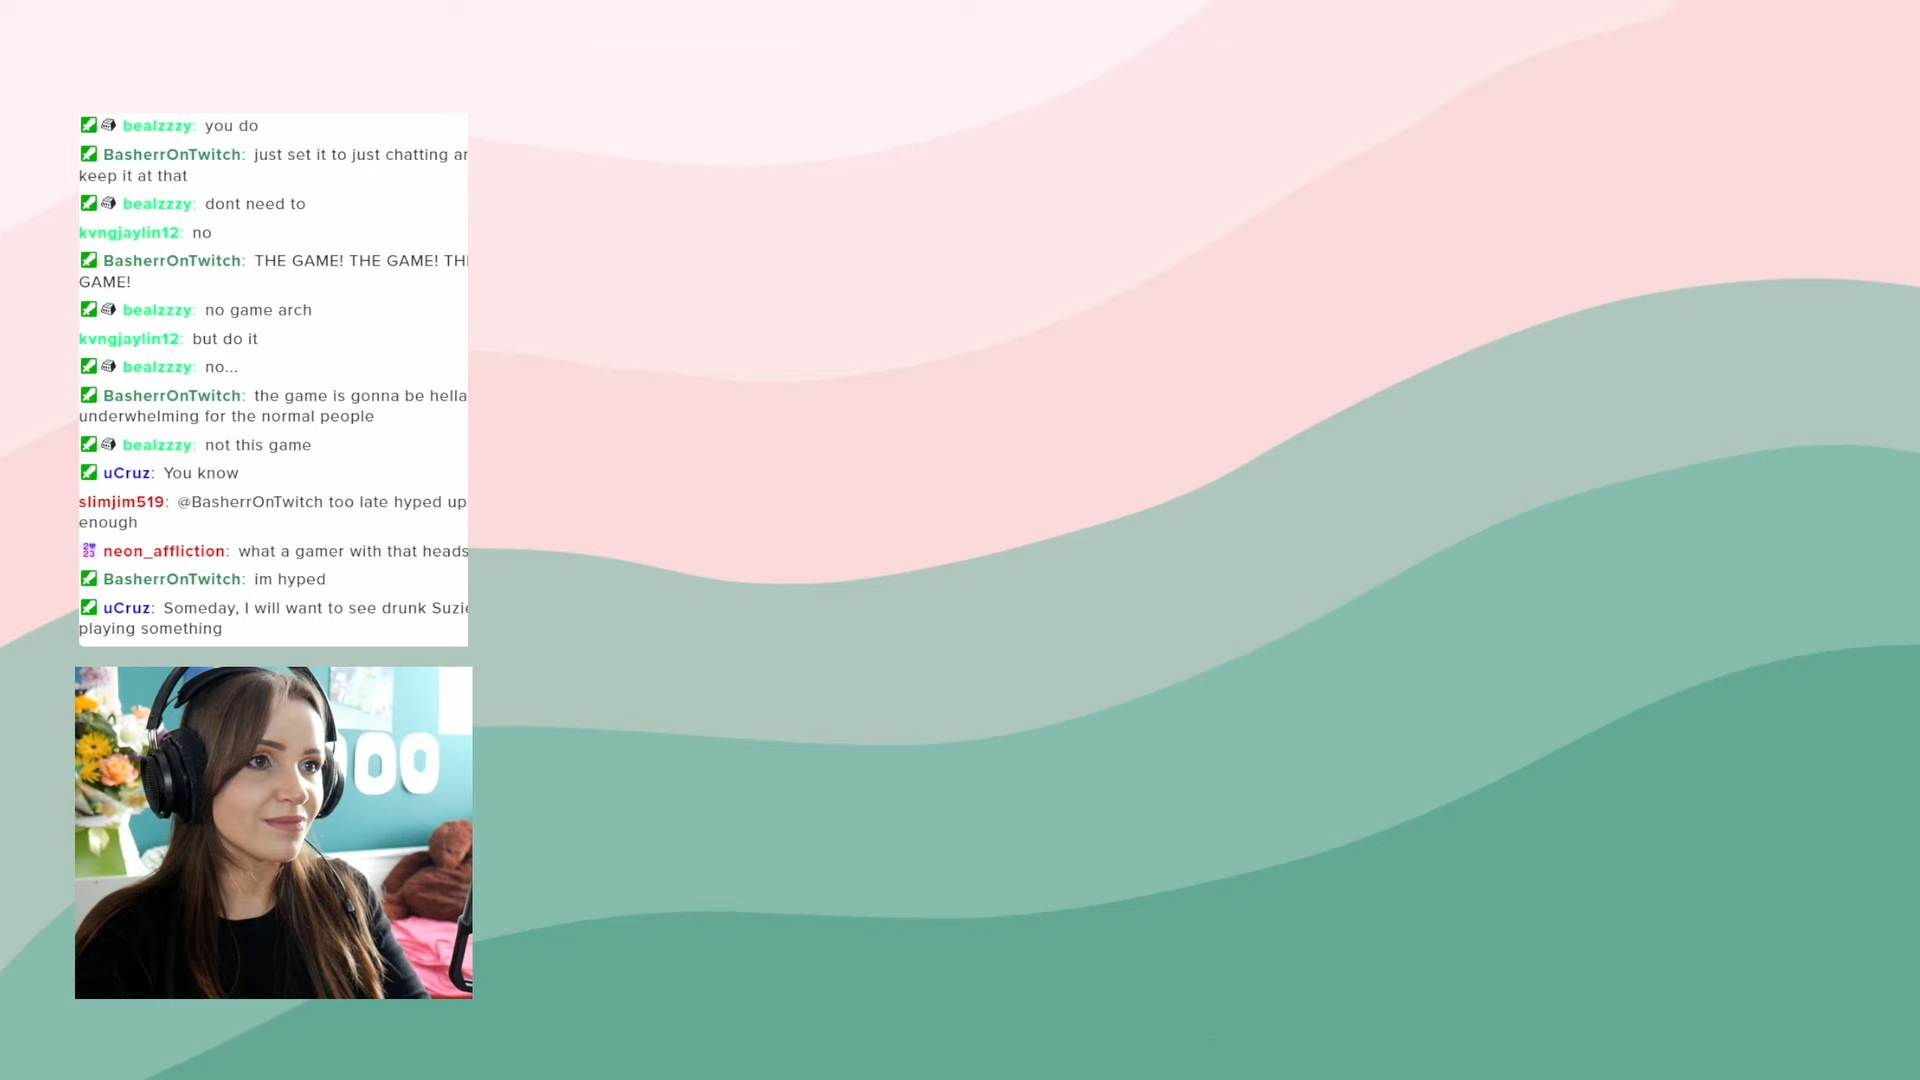 bealzzzy: you do
BasherrOnTwitch: just set it to just chatting
keep it at that
bealzzzy: dont need to
kvngjaylin12: no
BasherrOnTwitch: THE GAME! THE GAME!
GAME!
bealzzzy: no game arch
kvngjaylin12: but do it
bealzzzy: no...
BasherrOnTwitch: the game is gonna be hella
underwhelming for the normal people
bealzzzy: not this game
uCruz: You know
slimjim519: @BasherrOnTwitch too late hyped up
enough
neon_affliction: what a gamer with that heads
BasherrOnTwitch: im hyped
uCruz: Someday, I will want to see drunk
playing something